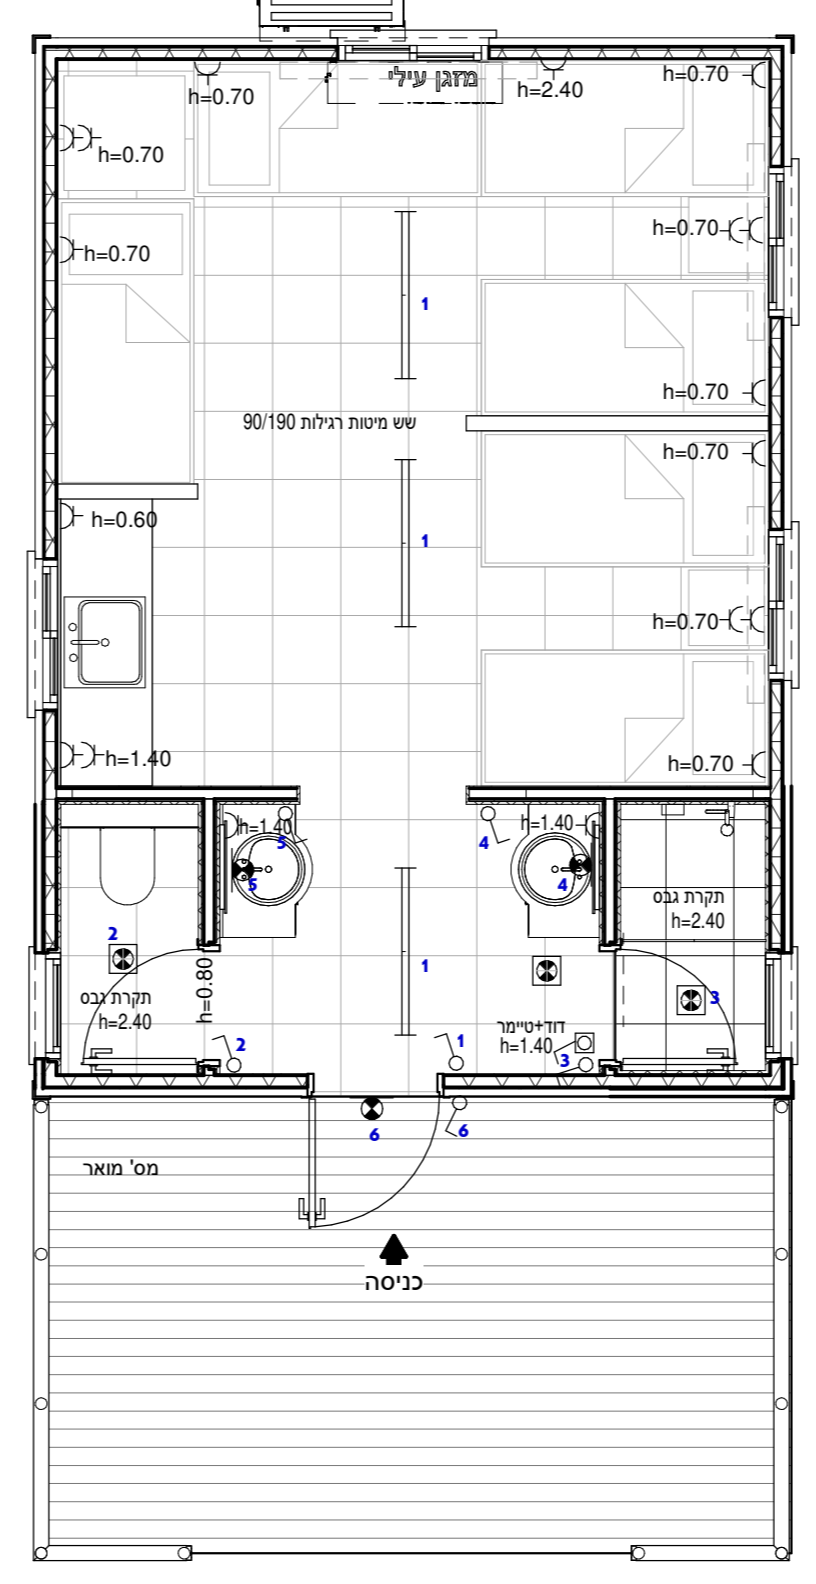 מזגן עילי
h=0.70
h=2.40
h=0.70
h=0.70
h=0.70
h=0.70
1
h=0.70
שש מיטות רגילות 90/190
h=0.70
h=0.60
1
h=0.70
h=1.40
h=0.70
h=1.40
5
4
h=1.40
5
4
תקרת גבס
h=2.40
2
1
תקרת גבס
h=2.40
h=0.80
3
דוד+טיימר
h=1.40
2
1
3
6
6
מס' מואר
כניסה